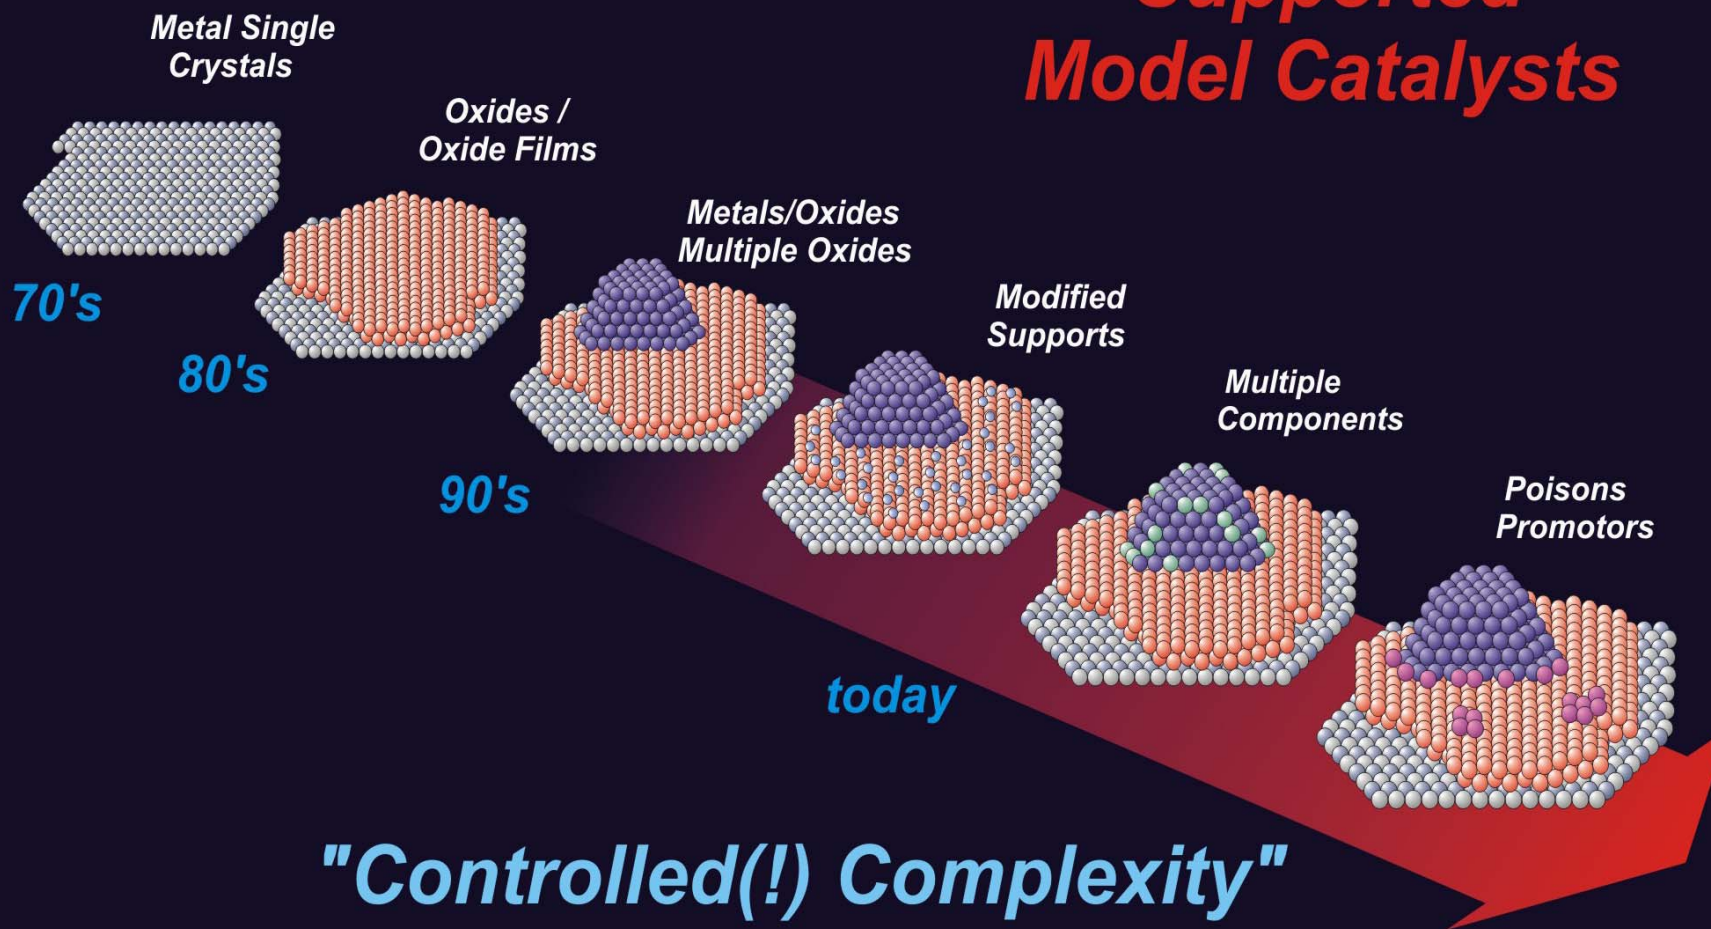 Supported
Model Catalysts
Metal Single
Crystals
Oxides /
Oxide Films
Metals/Oxides
Multiple Oxides
Modified
Supports
Multiple
Components
Poisons
Promotors
70's
80's
90's
today
"Controlled(!) Complexity"